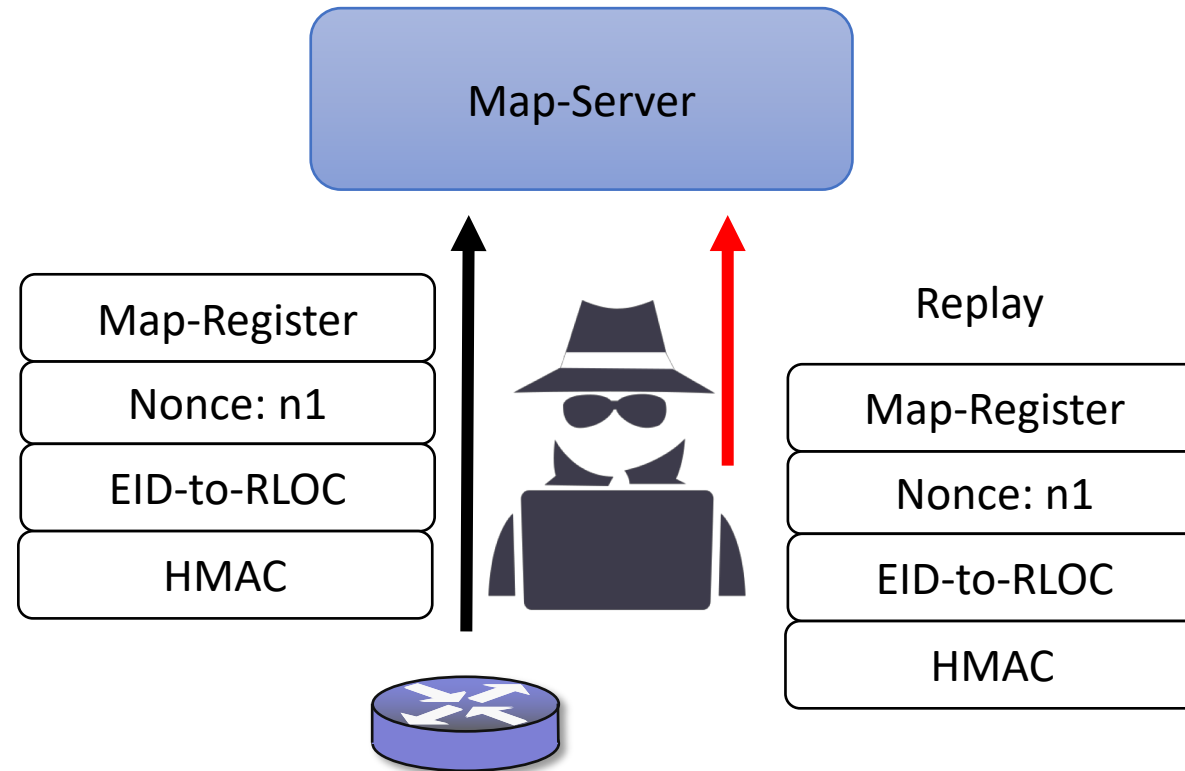 Map-Server
Map-Register
Nonce: n1
EID-to-RLOC
HMAC
Replay
Map-Register
Nonce: n1
EID-to-RLOC
HMAC